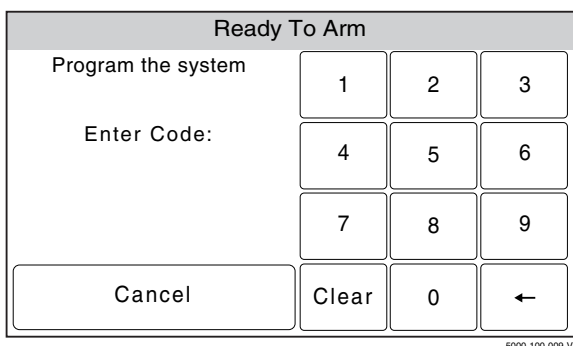 Ready To Arm
Program the system
1 2 3
Enter Code:
4 5 6
7 8 9
Cancel Clear 0 ←